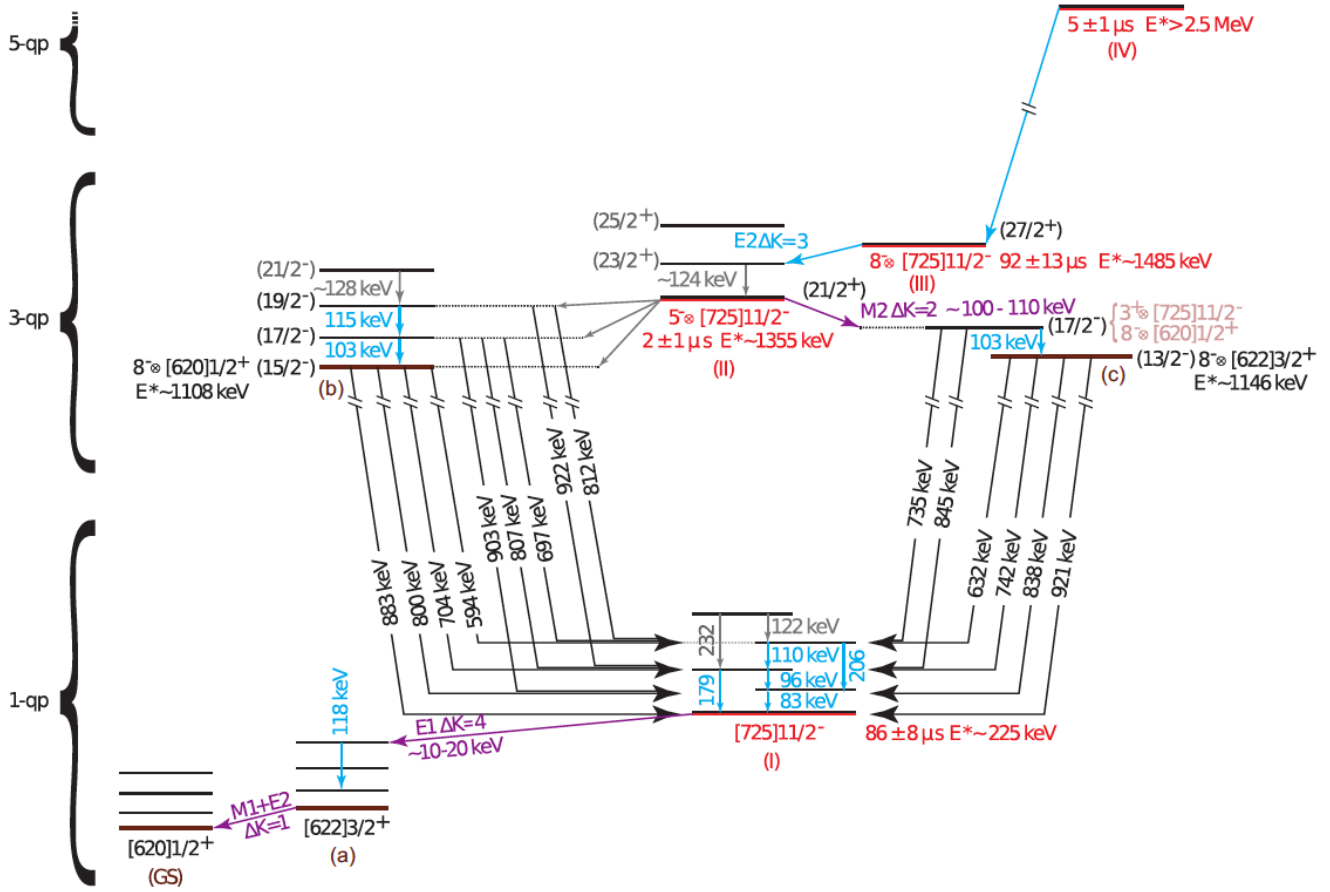 5-qp
5 ± 1 µs E*> 2.5 MeV
(IV)
3-qp
(25/2⁺)
(23/2⁺)
E2 ΔK=3
(27/2⁺)
8⁻⊗ [725]11/2⁻ 92 ± 13 µs E*~1485 keV
(III)
~124 keV
(21/2⁺)
5⁻⊗ [725]11/2⁻
2 ± 1 µs E*~1355 keV
(II)
M2 ΔK=2 ~100 - 110 keV
(21/2⁻)
~128 keV
(19/2⁻)
115 keV
(17/2⁻)
103 keV
8⁻⊗ [620]1/2⁺ (15/2⁻)
E*~1108 keV
(b)
(17/2⁻)
3⁺⊗ [725]11/2⁻
8⁻⊗ [620]1/2⁺
103 keV
(13/2⁻) 8⁻⊗ [622]3/2⁺
E*~1146 keV
(c)
883 keV
800 keV
704 keV
594 keV
903 keV
807 keV
697 keV
922 keV
812 keV
735 keV
845 keV
632 keV
742 keV
838 keV
921 keV
1-qp
232
122 keV
110 keV
206
179
96 keV
83 keV
[725]11/2⁻
(I)
86 ± 8 µs E*~ 225 keV
E1 ΔK=4
~10-20 keV
118 keV
M1+E2
ΔK=1
[622]3/2⁺
(a)
[620]1/2⁺
(GS)